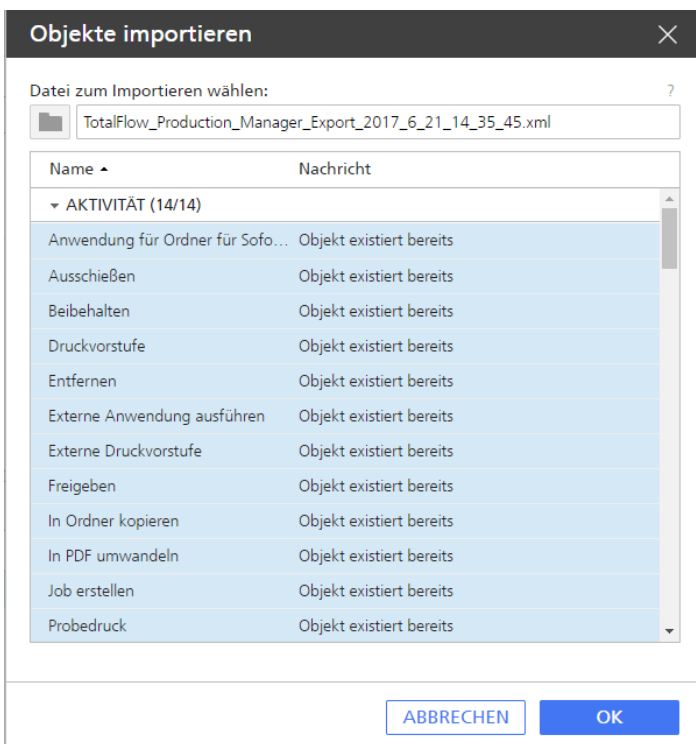 Objekte importieren
Datei zum Importieren wählen: ?
TotalFlow_Production_Manager_Export_2017_6_21_14_35_45.xml
Name Nachricht
AKTIVITÄT (14/14)
Anwendung für Ordner für Sofo... Objekt existiert bereits
Ausschießen Objekt existiert bereits
Beibehalten Objekt existiert bereits
Druckvorstufe Objekt existiert bereits
Entfernen Objekt existiert bereits
Externe Anwendung ausführen Objekt existiert bereits
Externe Druckvorstufe Objekt existiert bereits
Freigeben Objekt existiert bereits
In Ordner kopieren Objekt existiert bereits
In PDF umwandeln Objekt existiert bereits
Job erstellen Objekt existiert bereits
Probedruck Objekt existiert bereits
ABBRECHEN OK